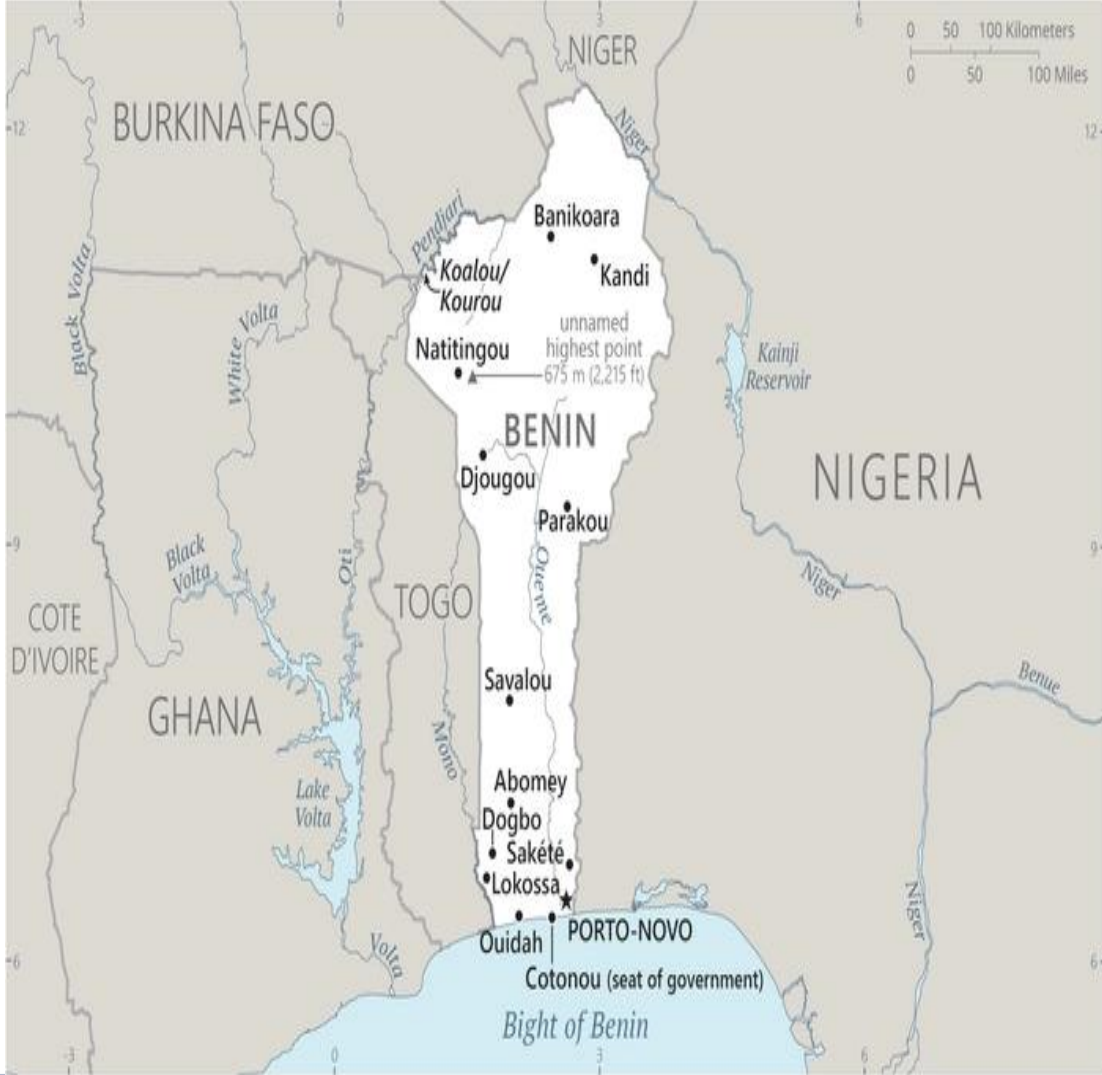 -3
0
3
6
0 50 100 Kilometers
0 50 100 Miles
NIGER
BURKINA FASO
12
12
Niger
Pendjari
Banikoara
Kandi
Koalou/
Kourou
Black Volta
White Volta
unnamed
highest point
675 m (2,215 ft)
Natitingou
Kainji
Reservoir
BENIN
Djougou
NIGERIA
Parakou
9
9
Black
Volta
Oti
Oueme
Niger
TOGO
COTE
D'IVOIRE
Savalou
Benue
GHANA
Mono
Lake
Volta
Abomey
Dogbo
Sakété
Lokossa
Niger
PORTO-NOVO
Ouidah
Volta
6
6
Cotonou (seat of government)
Bight of Benin
-3
0
3
6